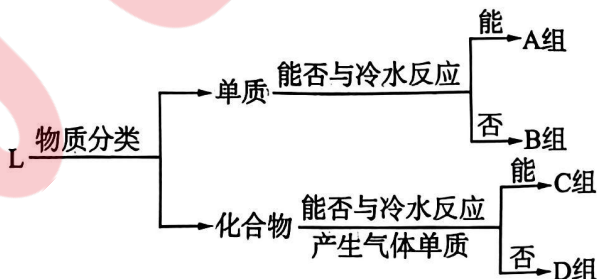 能
A组
单质
能否与冷水反应
否
B组
L
物质分类
能
C组
化合物
能否与冷水反应
产生气体单质
否
D组